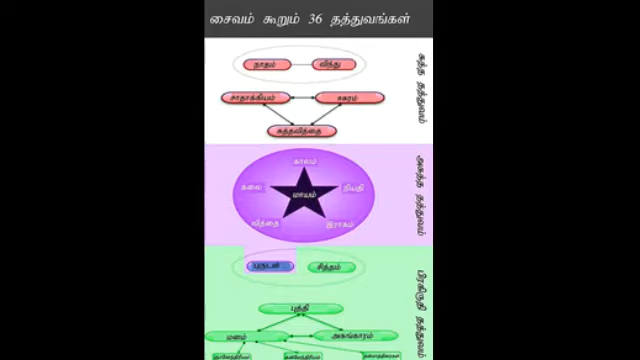 சைவம் கூறும் 36 தத்துவங்கள்
நாதம்
விந்து
சாதாக்கியம்
ஈசுரம்
சுத்தவித்தை
சுத்த தத்துவம்
காலம்
கலை
நியதி
மாயம்
வித்தை
இராகம்
அசுத்த தத்துவம்
புருடன்
சித்தம்
புத்தி
மனம்
அகங்காரம்
பிரகிருதி தத்துவம்